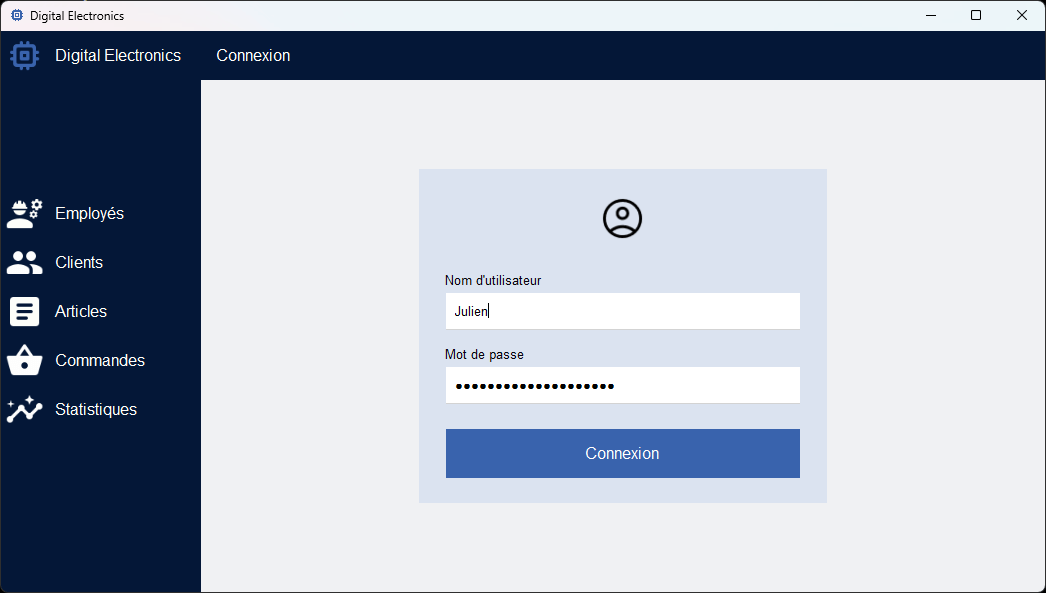 Digital Electronics
Digital Electronics
Connexion
Employés
Clients
Articles
Commandes
Statistiques
Nom d'utilisateur
Julien
Mot de passe
••••••••••••••••••••
Connexion